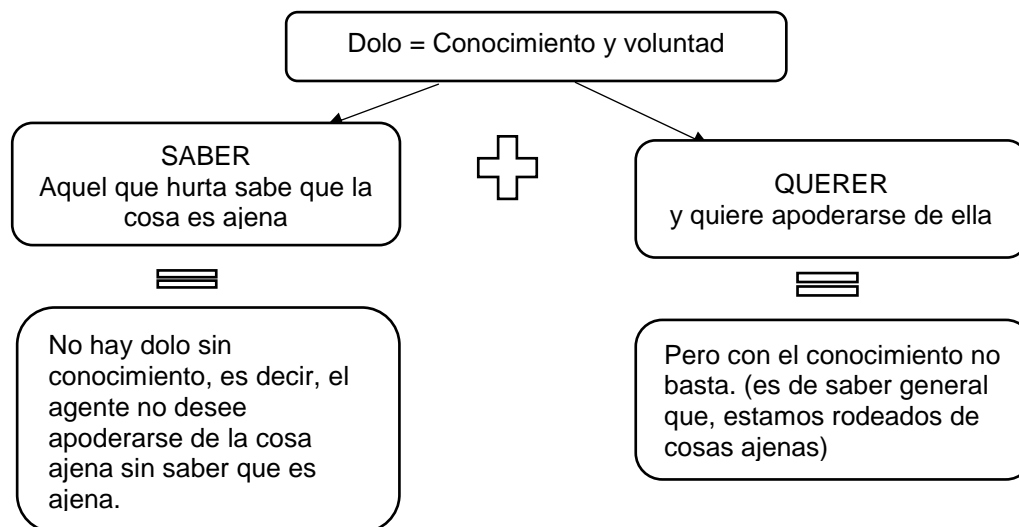 Dolo = Conocimiento y voluntad
SABER
Aquel que hurta sabe que la
cosa es ajena
QUERER
y quiere apoderarse de ella
No hay dolo sin
conocimiento, es decir, el
agente no desee
apoderarse de la cosa
ajena sin saber que es
ajena.
Pero con el conocimiento no
basta. (es de saber general
que, estamos rodeados de
cosas ajenas)